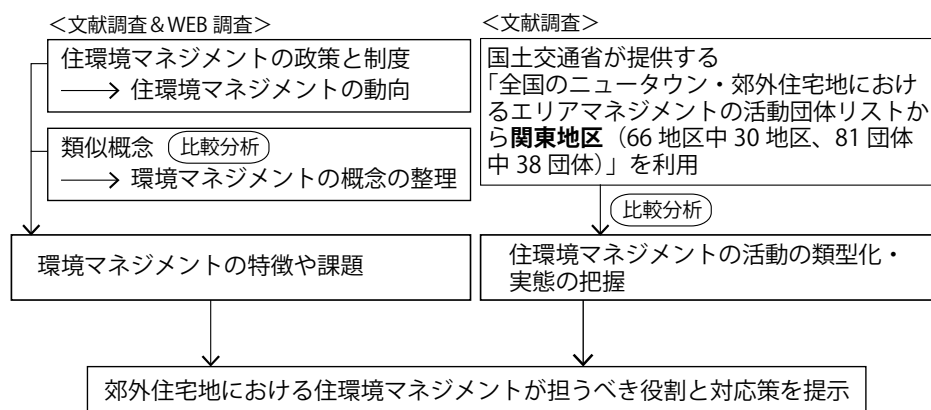 ＜文献調査＆WEB 調査＞
住環境マネジメントの政策と制度
住環境マネジメントの動向
類似概念 比較分析
環境マネジメントの概念の整理
環境マネジメントの特徴や課題
＜文献調査＞
国土交通省が提供する
「全国のニュータウン・郊外住宅地におけ
るエリアマネジメントの活動団体リストか
ら関東地区（66 地区中 30 地区、81 団体
中 38 団体）」を利用
比較分析
住環境マネジメントの活動の類型化・
実態の把握
郊外住宅地における住環境マネジメントが担うべき役割と対応策を提示